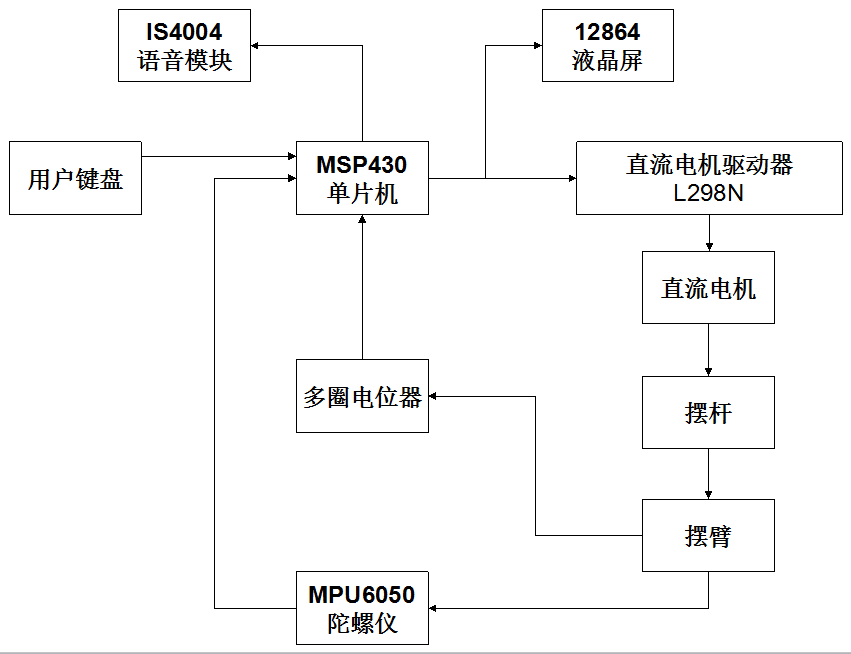 IS4004
语音模块
12864
液晶屏
用户键盘
MSP430
单片机
直流电机驱动器
L298N
直流电机
多圈电位器
摆杆
摆臂
MPU6050
陀螺仪